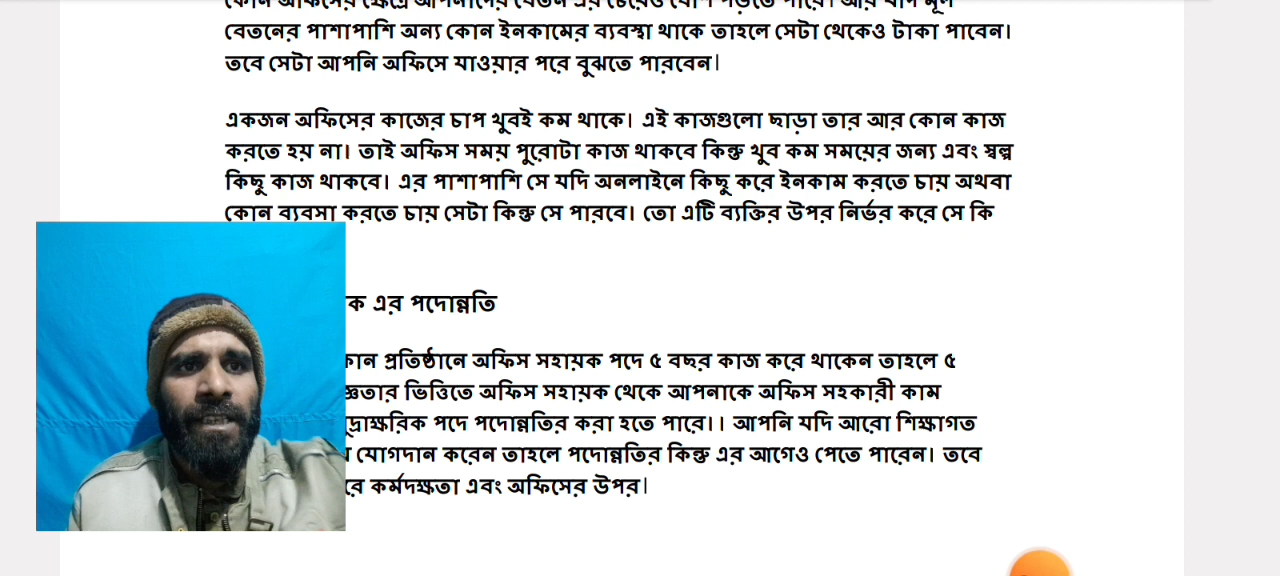 বেতনের পাশাপাশি অন্য কোন ইনকামের ব্যবস্থা থাকে তাহলে সেটা থেকেও টাকা পাবেন।
তবে সেটা আপনি অফিসে যাওয়ার পরে বুঝতে পারবেন।
একজন অফিসের কাজের চাপ খুবই কম থাকে। এই কাজগুলো ছাড়া তার আর কোন কাজ
করতে হয় না। তাই অফিস সময় পুরোটা কাজ থাকবে কিন্তু খুব কম সময়ের জন্য এবং স্বল্প
কিছু কাজ থাকবে। এর পাশাপাশি সে যদি অনলাইনে কিছু করে ইনকাম করতে চায় অথবা
কোন ব্যবসা করতে চায় সেটা কিন্তু সে পারবে। তো এটি ব্যক্তির উপর নির্ভর করে সে কি
এর পদোন্নতি
প্রতিষ্ঠানে অফিস সহায়ক পদে ৫ বছর কাজ করে থাকেন তাহলে ৫
ভিত্তিতে অফিস সহায়ক থেকে আপনাকে অফিস সহকারী কাম
পদে পদোন্নতির করা হতে পারে।। আপনি যদি আরো শিক্ষাগত
যোগদান করেন তাহলে পদোন্নতির কিন্তু এর আগেও পেতে পারেন। তবে
কর্মদক্ষতা এবং অফিসের উপর।